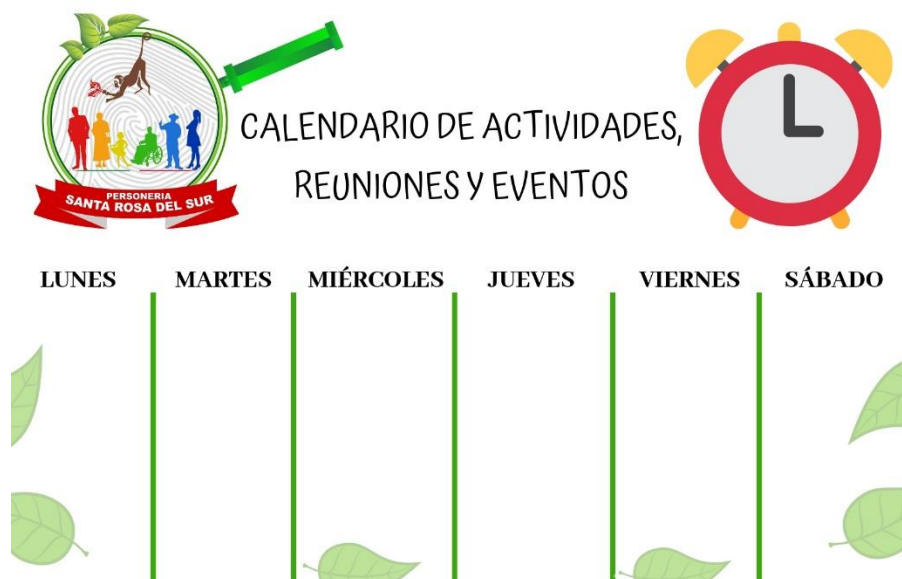 PERSONERIA
SANTA ROSA DEL SUR
CALENDARIO DE ACTIVIDADES,
REUNIONES Y EVENTOS
LUNES MARTES MIÉRCOLES JUEVES VIERNES SÁBADO